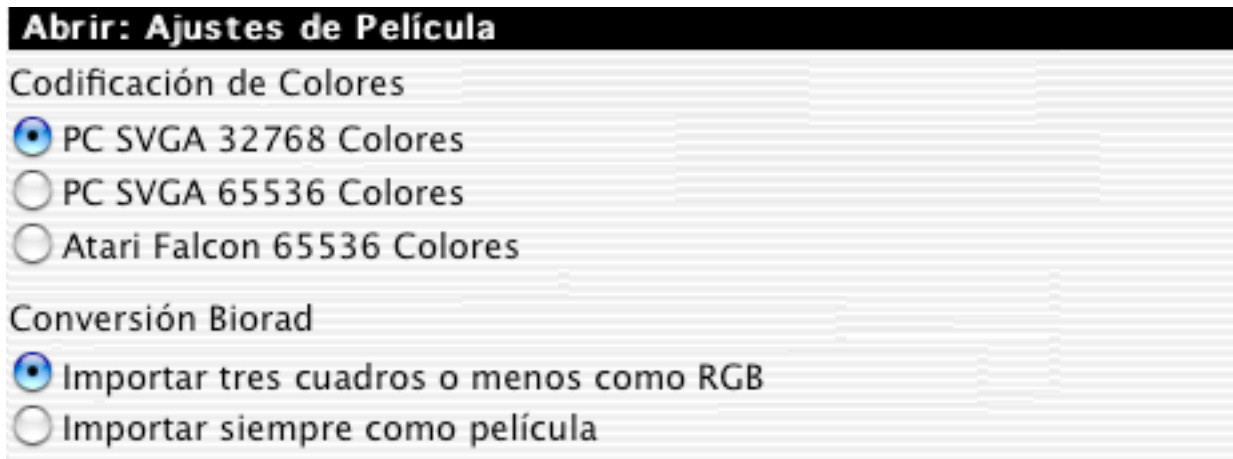 Abrir: Ajustes de Película
Codificación de Colores
PC SVGA 32768 Colores
PC SVGA 65536 Colores
Atari Falcon 65536 Colores
Conversión Biorad
Importar tres cuadros o menos como RGB
Importar siempre como película